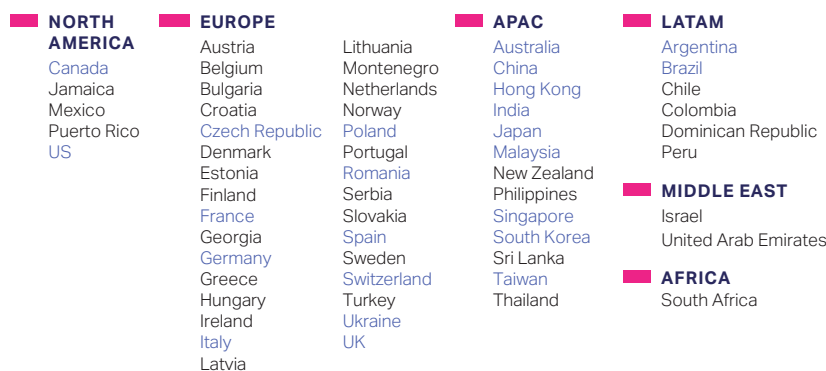 NORTH
AMERICA
Canada
Jamaica
Mexico
Puerto Rico
US
EUROPE
Austria
Belgium
Bulgaria
Croatia
Czech Republic
Denmark
Estonia
Finland
France
Georgia
Germany
Greece
Hungary
Ireland
Italy
Latvia
Lithuania
Montenegro
Netherlands
Norway
Poland
Portugal
Romania
Serbia
Slovakia
Spain
Sweden
Switzerland
Turkey
Ukraine
UK
APAC
Australia
China
Hong Kong
India
Japan
Malaysia
New Zealand
Philippines
Singapore
South Korea
Sri Lanka
Taiwan
Thailand
LATAM
Argentina
Brazil
Chile
Colombia
Dominican Republic
Peru
MIDDLE EAST
Israel
United Arab Emirates
AFRICA
South Africa